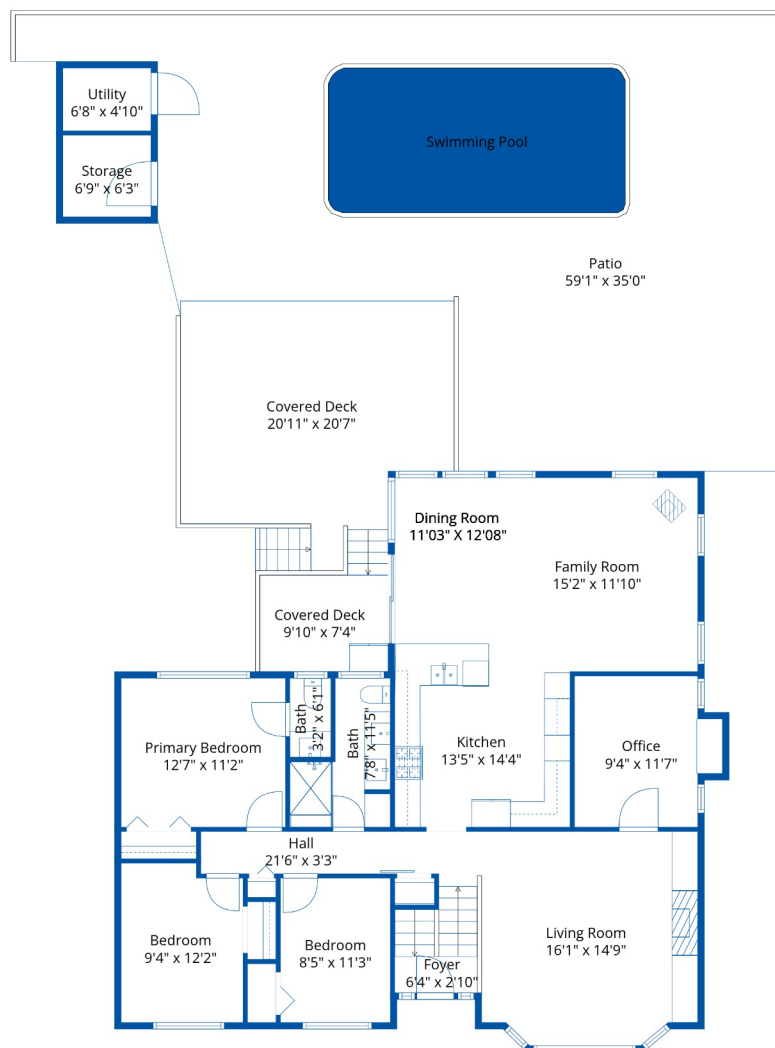 Utility
6'8" x 4'10"
Storage
6'9" x 6'3"
Swimming Pool
Patio
59'1" x 35'0"
Covered Deck
20'11" x 20'7"
Dining Room
11'03" X 12'08"
Family Room
15'2" x 11'10"
Covered Deck
9'10" x 7'4"
Primary Bedroom
12'7" x 11'2"
Bath
3'2" x 6'1"
Bath
7'8" x 11'5"
Kitchen
13'5" x 14'4"
Office
9'4" x 11'7"
Hall
21'6" x 3'3"
Bedroom
9'4" x 12'2"
Bedroom
8'5" x 11'3"
Foyer
6'4" x 2'10"
Living Room
16'1" x 14'9"